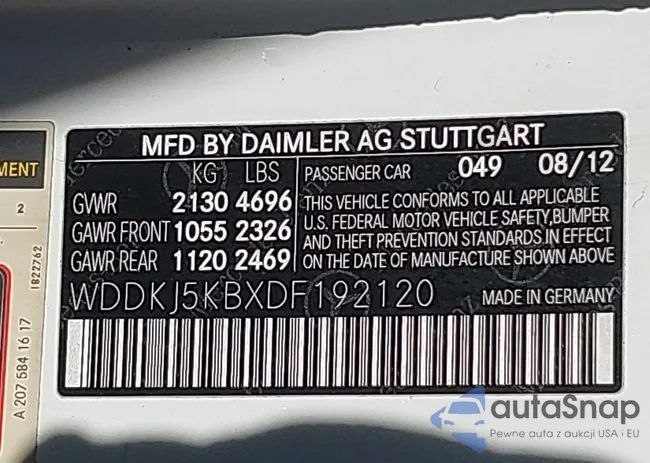 MENT
2
1822762
A 207 584 16 17
MFD BY DAIMLER AG STUTTGART
KG LBS
GVWR 2130 4696
GAWR FRONT 1055 2326
GAWR REAR 1120 2469
PASSENGER CAR 049 08/12
THIS VEHICLE CONFORMS TO ALL APPLICABLE
U.S. FEDERAL MOTOR VEHICLE SAFETY,BUMPER
AND THEFT PREVENTION STANDARDS IN EFFECT
ON THE DATE OF MANUFACTURE SHOWN ABOVE
WDDKJ5KBXDF192120 MADE IN GERMANY
autoSnap
Pewne auta z aukcji USA i EU